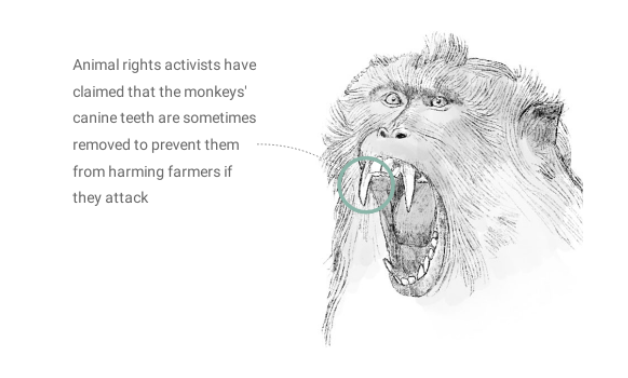 Animal rights activists have
claimed that the monkeys'
canine teeth are sometimes
removed to prevent them
from harming farmers if
they attack